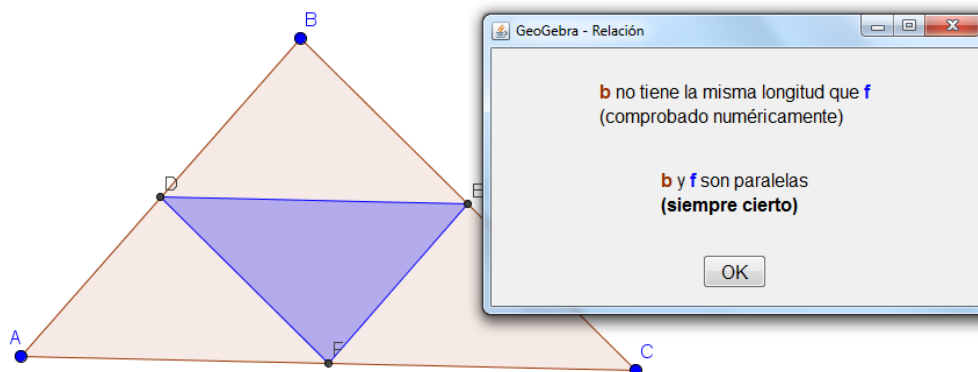 B
GeoGebra - Relación
b no tiene la misma longitud que f
(comprobado numéricamente)
b y f son paralelas
(siempre cierto)
OK
D
E
A
F
C